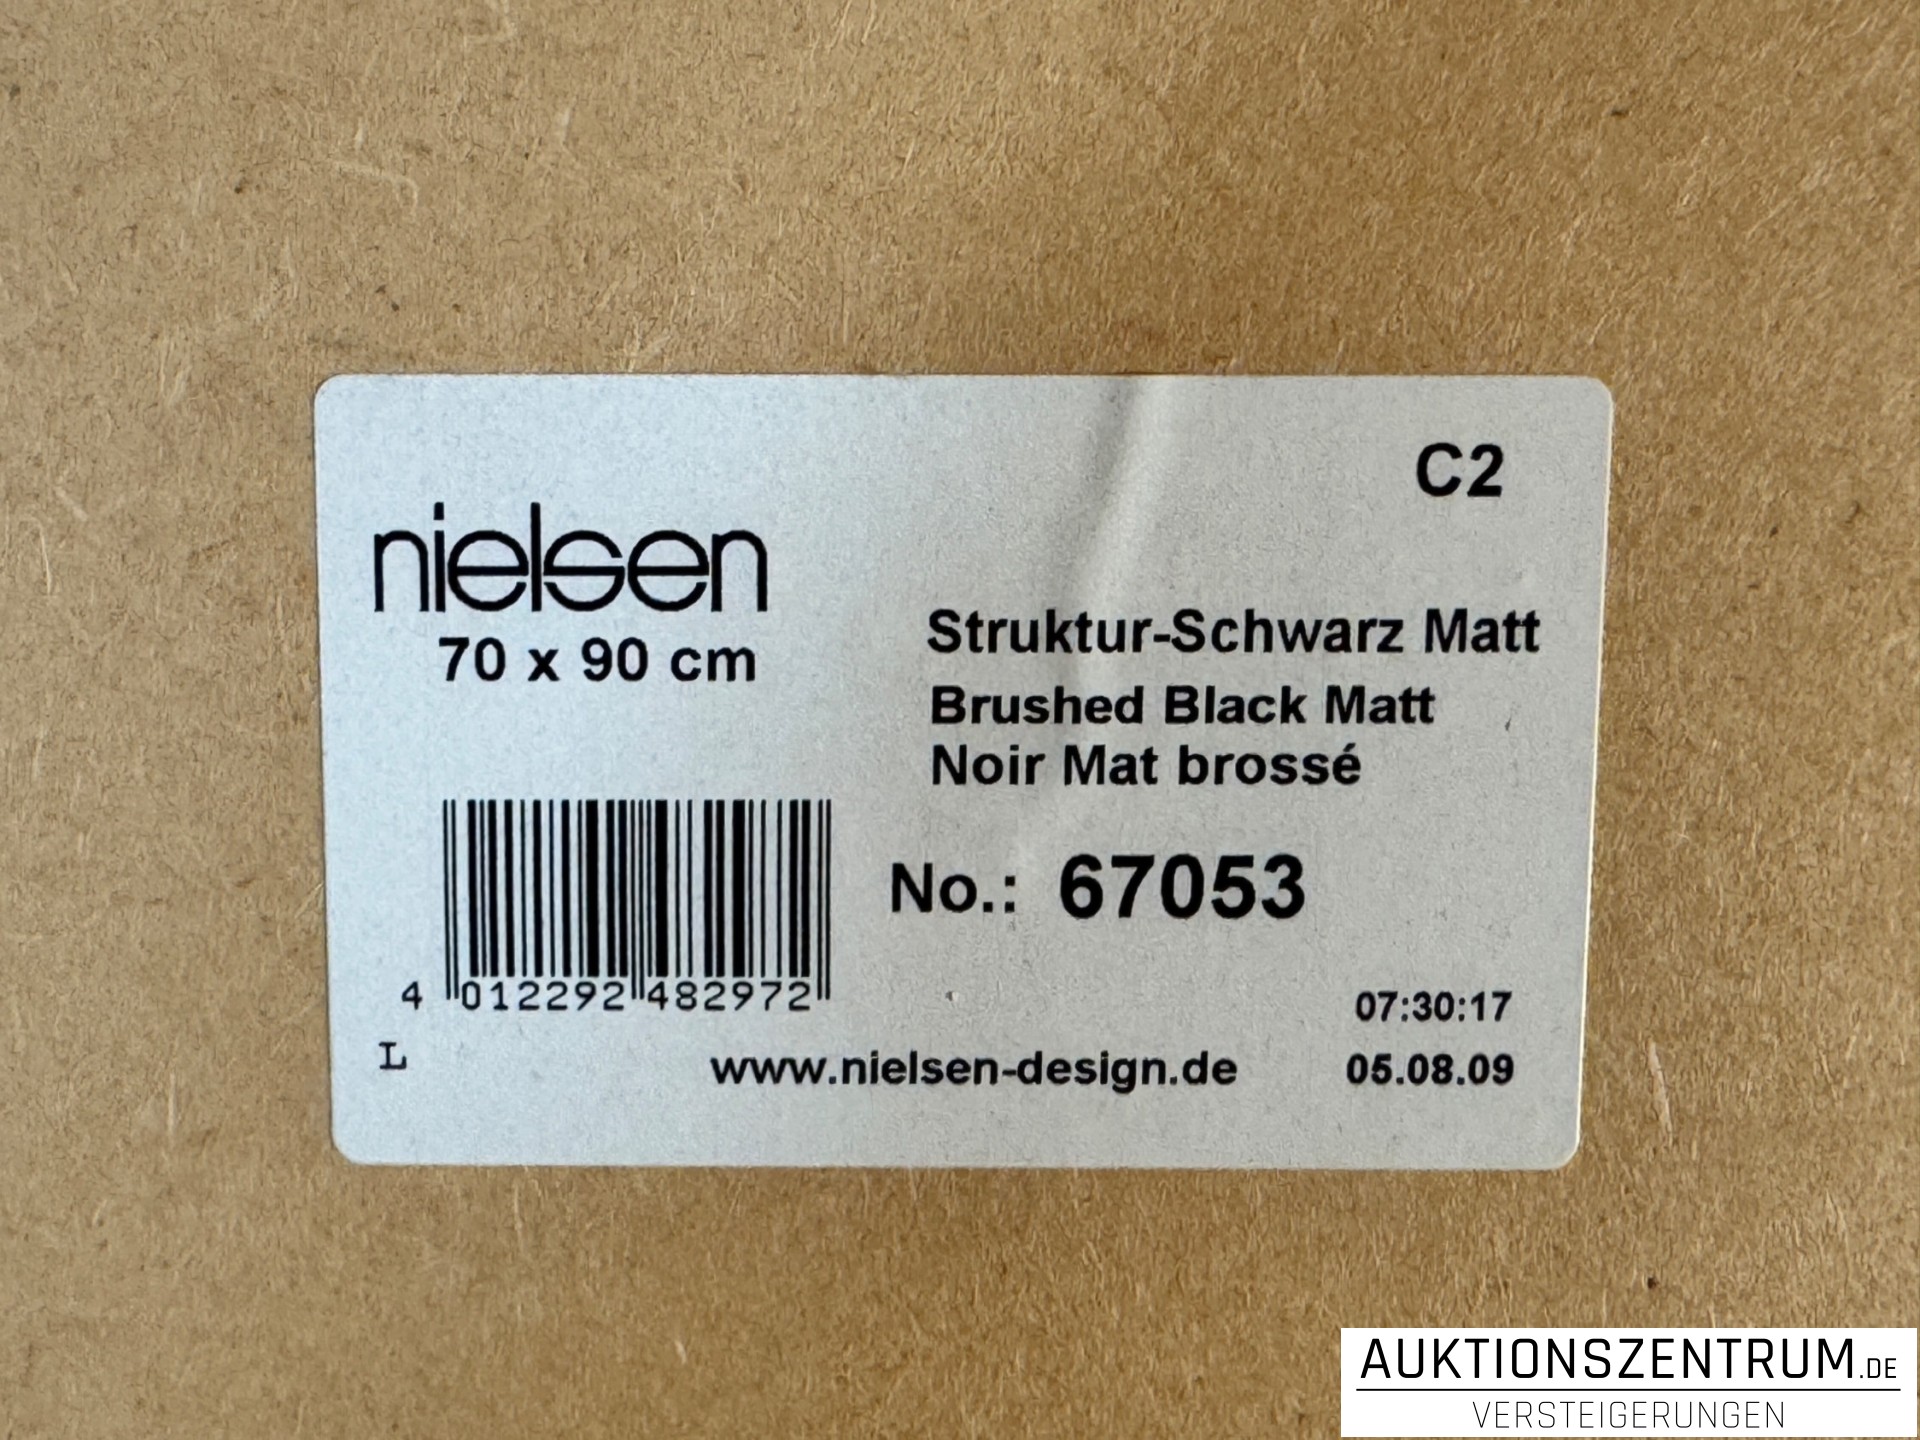 C2
nielsen
70 x 90 cm
Struktur-Schwarz Matt
Brushed Black Matt
Noir Mat brossé
No.: 67053
4 012292 482972
07:30:17
L
www.nielsen-design.de
05.08.09
AUKTIONSZENTRUM.DE
VERSTEIGERUNGEN